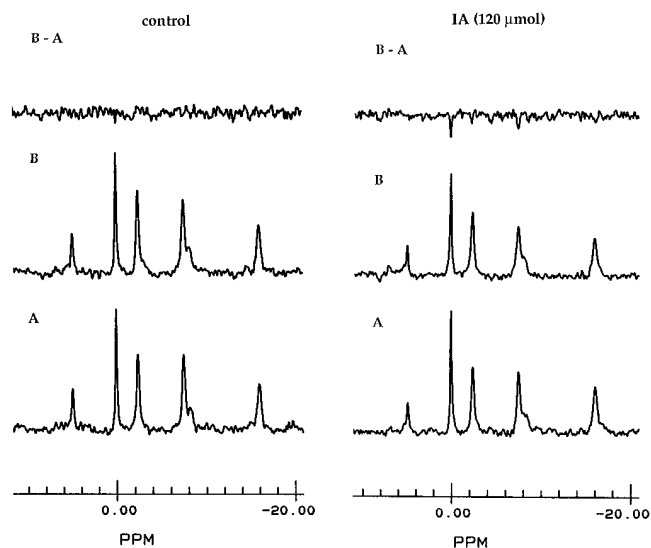 control
B - A
B
A
0.00
-20.00
PPM
IA (120 μmol)
B - A
B
A
0.00
-20.00
PPM